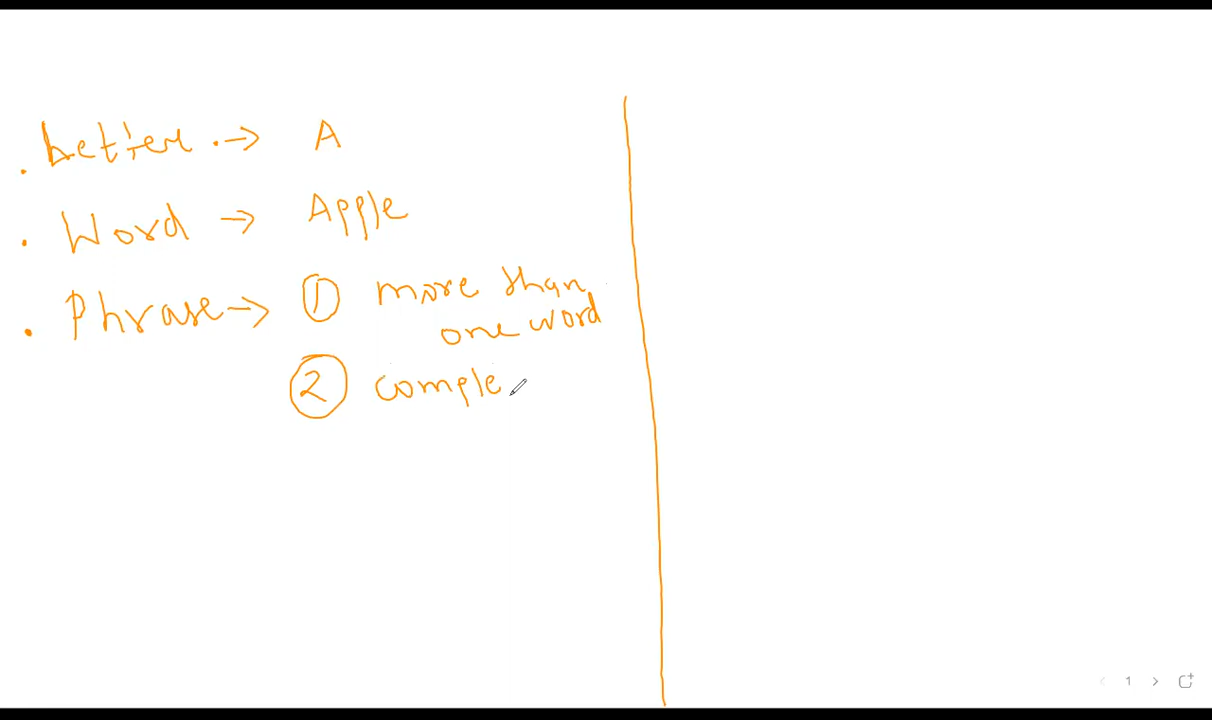 . Letter . → A
. Word → Apple
. Phrase → ① more than
one word
② comple
1